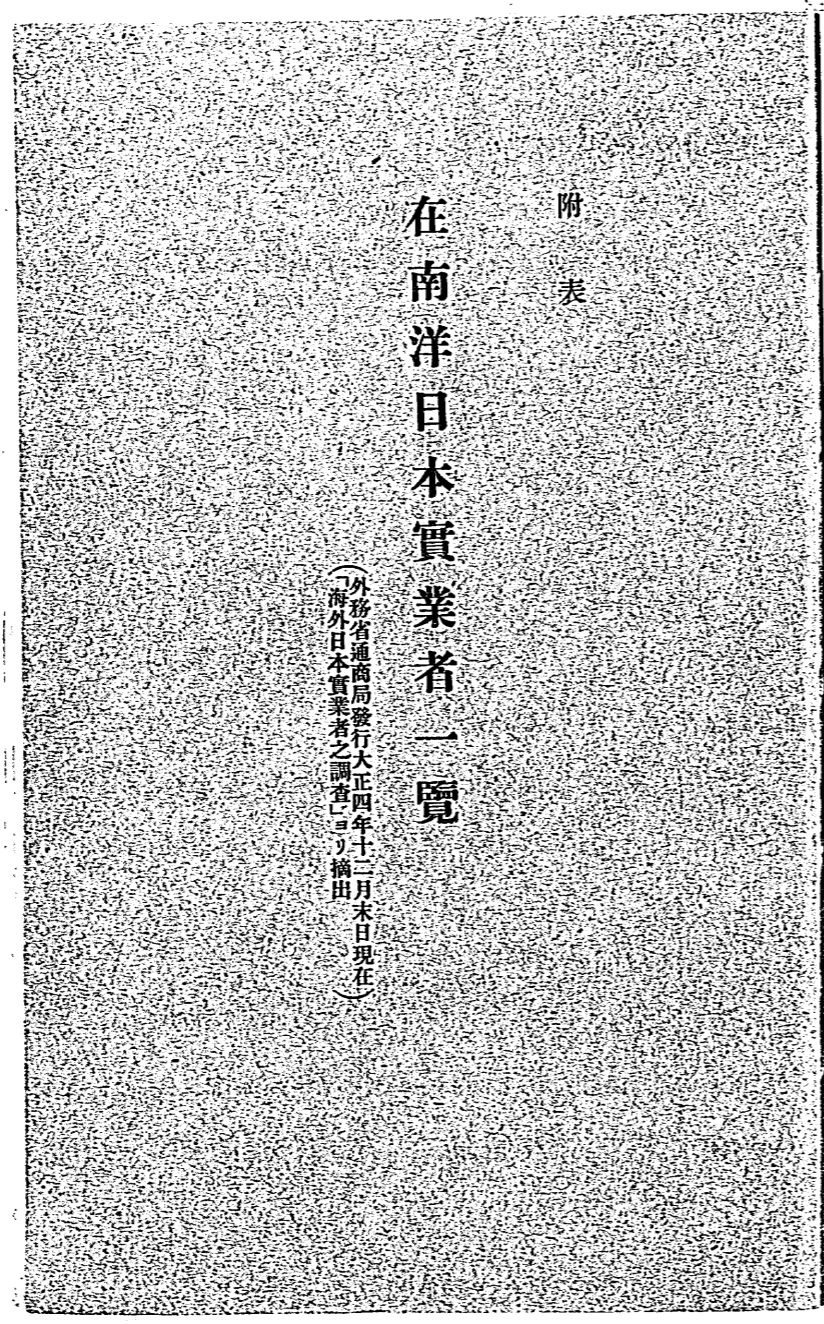 附表
在南洋日本實業者一覽
(外務省通商局發行大正四年十二月末日現在
「海外日本實業者之調査」ヨリ摘出)